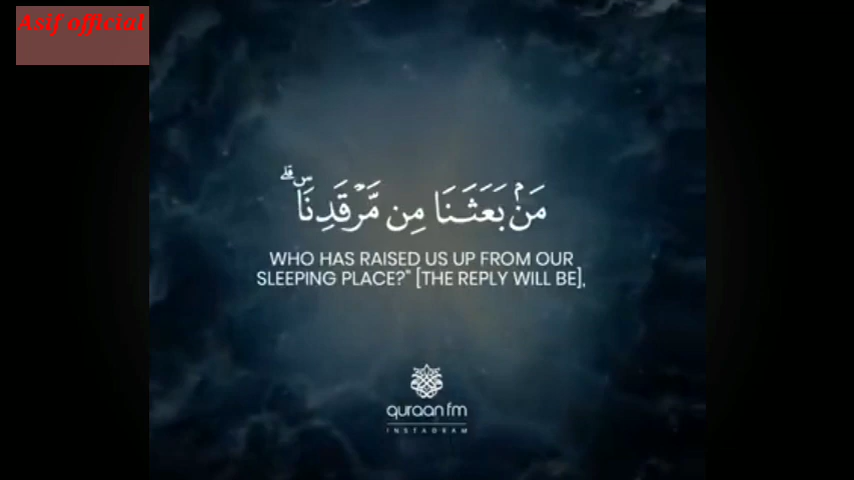 Asif official
مَنۢ بَعَثَنَا مِن مَّرْقَدِنَا ۜ ۗ
WHO HAS RAISED US UP FROM OUR
SLEEPING PLACE?" [THE REPLY WILL BE],
quraan fm
INSTAGRAM